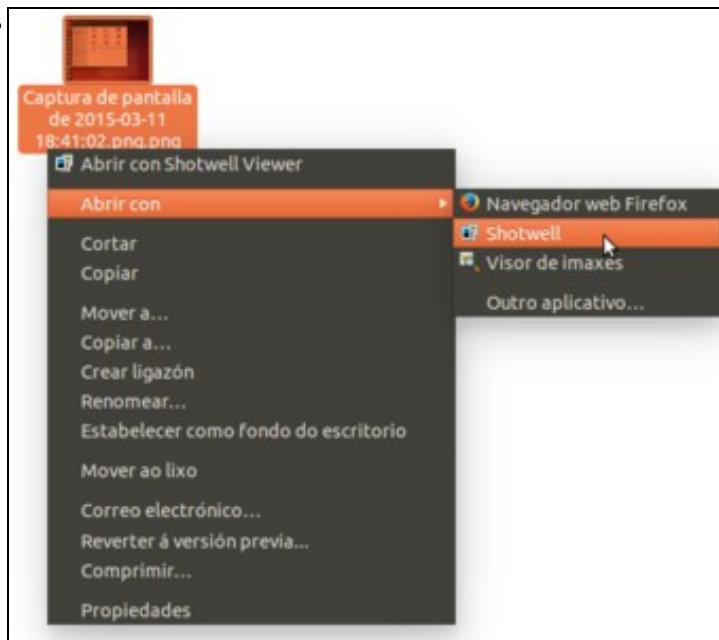 Captura de pantalla
de 2015-03-11
18:41:02.png.png
Abrir con Shotwell Viewer
Abrir con
Navegador web Firefox
Shotwell
Visor de imaxes
Outro aplicativo...
Cortar
Copiar
Mover a...
Copiar a...
Crear ligazón
Renomear...
Estabelecer como fondo do escritorio
Mover ao lixo
Correo electrónico...
Reverter á versión previa...
Comprimir...
Propiedades